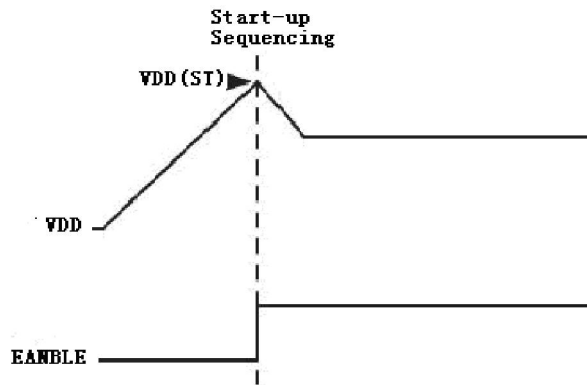 Start-up
Sequencing
VDD(ST)
VDD
EANBLE